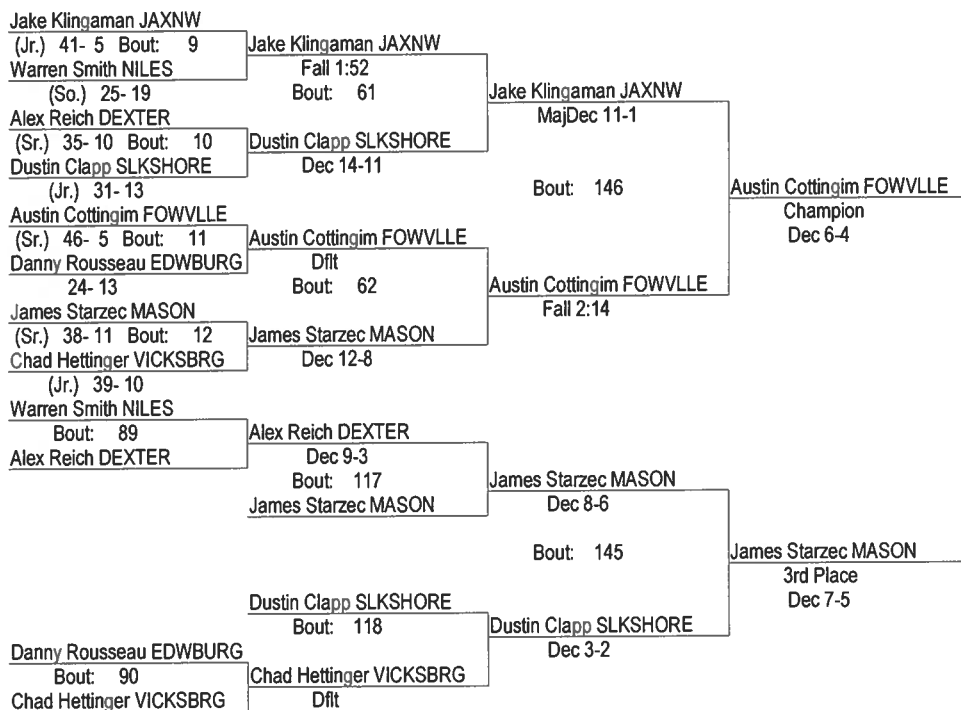 Jake Klingaman JAXNW
(Jr.) 41- 5 Bout: 9
Warren Smith NILES
(So.) 25- 19
Alex Reich DEXTER
(Sr.) 35- 10 Bout: 10
Dustin Clapp SLKSHORE
(Jr.) 31- 13
Austin Cottingim FOWVLLE
(Sr.) 46- 5 Bout: 11
Danny Rousseau EDWBURG
24- 13
James Starzec MASON
(Sr.) 38- 11 Bout: 12
Chad Hettinger VICKSBRG
(Jr.) 39- 10
Jake Klingaman JAXNW
Fall 1:52
Bout: 61
Dustin Clapp SLKSHORE
Dec 14-11
Austin Cottingim FOWVLLE
Dflt
Bout: 62
James Starzec MASON
Dec 12-8
Jake Klingaman JAXNW
MajDec 11-1
Bout: 146
Austin Cottingim FOWVLLE
Fall 2:14
Austin Cottingim FOWVLLE
Champion
Dec 6-4
Warren Smith NILES
Bout: 89
Alex Reich DEXTER
Alex Reich DEXTER
Dec 9-3
Bout: 117
James Starzec MASON
James Starzec MASON
Dec 8-6
Bout: 145
James Starzec MASON
3rd Place
Dec 7-5
Dustin Clapp SLKSHORE
Bout: 118
Dustin Clapp SLKSHORE
Dec 3-2
Danny Rousseau EDWBURG
Bout: 90
Chad Hettinger VICKSBRG
Chad Hettinger VICKSBRG
Dflt